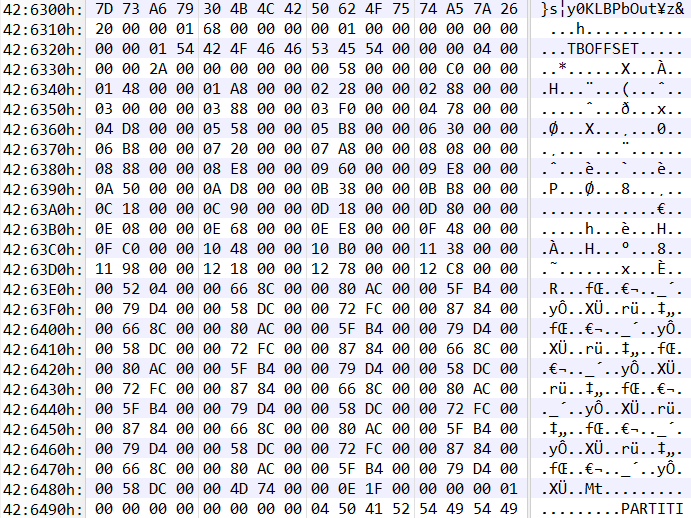 42:6300h: 7D 73 A6 79 30 4B 4C 42 50 62 4F 75 74 A5 7A 26 }s¦y0KLBPbOut¥z&
42:6310h: 20 00 00 01 68 00 00 00 00 01 00 00 00 00 00 00  ...h...........
42:6320h: 00 00 01 54 42 4F 46 46 53 45 54 00 00 00 04 00 ...TBOFFSET.....
42:6330h: 00 00 2A 00 00 00 00 00 00 58 00 00 00 C0 00 00 ..*......X...À..
42:6340h: 01 48 00 00 01 A8 00 00 02 28 00 00 02 88 00 00 .H...¨...(...ˆ..
42:6350h: 03 00 00 00 03 88 00 00 03 F0 00 00 04 78 00 00 .....ˆ...ð...x..
42:6360h: 04 D8 00 00 05 58 00 00 05 B8 00 00 06 30 00 00 .Ø...X...¸...0..
42:6370h: 06 B8 00 00 07 20 00 00 07 A8 00 00 08 08 00 00 .¸... ...¨......
42:6380h: 08 88 00 00 08 E8 00 00 09 60 00 00 09 E8 00 00 .ˆ...è...`...è..
42:6390h: 0A 50 00 00 0A D8 00 00 0B 38 00 00 0B B8 00 00 .P...Ø...8...¸..
42:63A0h: 0C 18 00 00 0C 90 00 00 0D 18 00 00 0D 80 00 00 .............€..
42:63B0h: 0E 08 00 00 0E 68 00 00 0E E8 00 00 0F 48 00 00 .....h...è...H..
42:63C0h: 0F C0 00 00 10 48 00 00 10 B0 00 00 11 38 00 00 .À...H...°...8..
42:63D0h: 11 98 00 00 12 18 00 00 12 78 00 00 12 C8 00 00 .˜.......x...È..
42:63E0h: 00 52 04 00 00 66 8C 00 00 80 AC 00 00 5F B4 00 .R...fŒ..€¬.._´.
42:63F0h: 00 79 D4 00 00 58 DC 00 00 72 FC 00 00 87 84 00 .yÔ..XÜ..rü..‡„.
42:6400h: 00 66 8C 00 00 80 AC 00 00 5F B4 00 00 79 D4 00 .fŒ..€¬.._´..yÔ.
42:6410h: 00 58 DC 00 00 72 FC 00 00 87 84 00 00 66 8C 00 .XÜ..rü..‡„..fŒ.
42:6420h: 00 80 AC 00 00 5F B4 00 00 79 D4 00 00 58 DC 00 .€¬.._´..yÔ..XÜ.
42:6430h: 00 72 FC 00 00 87 84 00 00 66 8C 00 00 80 AC 00 .rü..‡„..fŒ..€¬.
42:6440h: 00 5F B4 00 00 79 D4 00 00 58 DC 00 00 72 FC 00 ._´..yÔ..XÜ..rü.
42:6450h: 00 87 84 00 00 66 8C 00 00 80 AC 00 00 5F B4 00 .‡„..fŒ..€¬.._´.
42:6460h: 00 79 D4 00 00 58 DC 00 00 72 FC 00 00 87 84 00 .yÔ..XÜ..rü..‡„.
42:6470h: 00 66 8C 00 00 80 AC 00 00 5F B4 00 00 79 D4 00 .fŒ..€¬.._´..yÔ.
42:6480h: 00 58 DC 00 00 4D 74 00 00 0E 1F 00 00 00 00 01 .XÜ..Mt.........
42:6490h: 00 00 00 00 00 00 00 00 04 50 41 52 54 49 54 49 .........PARTITI